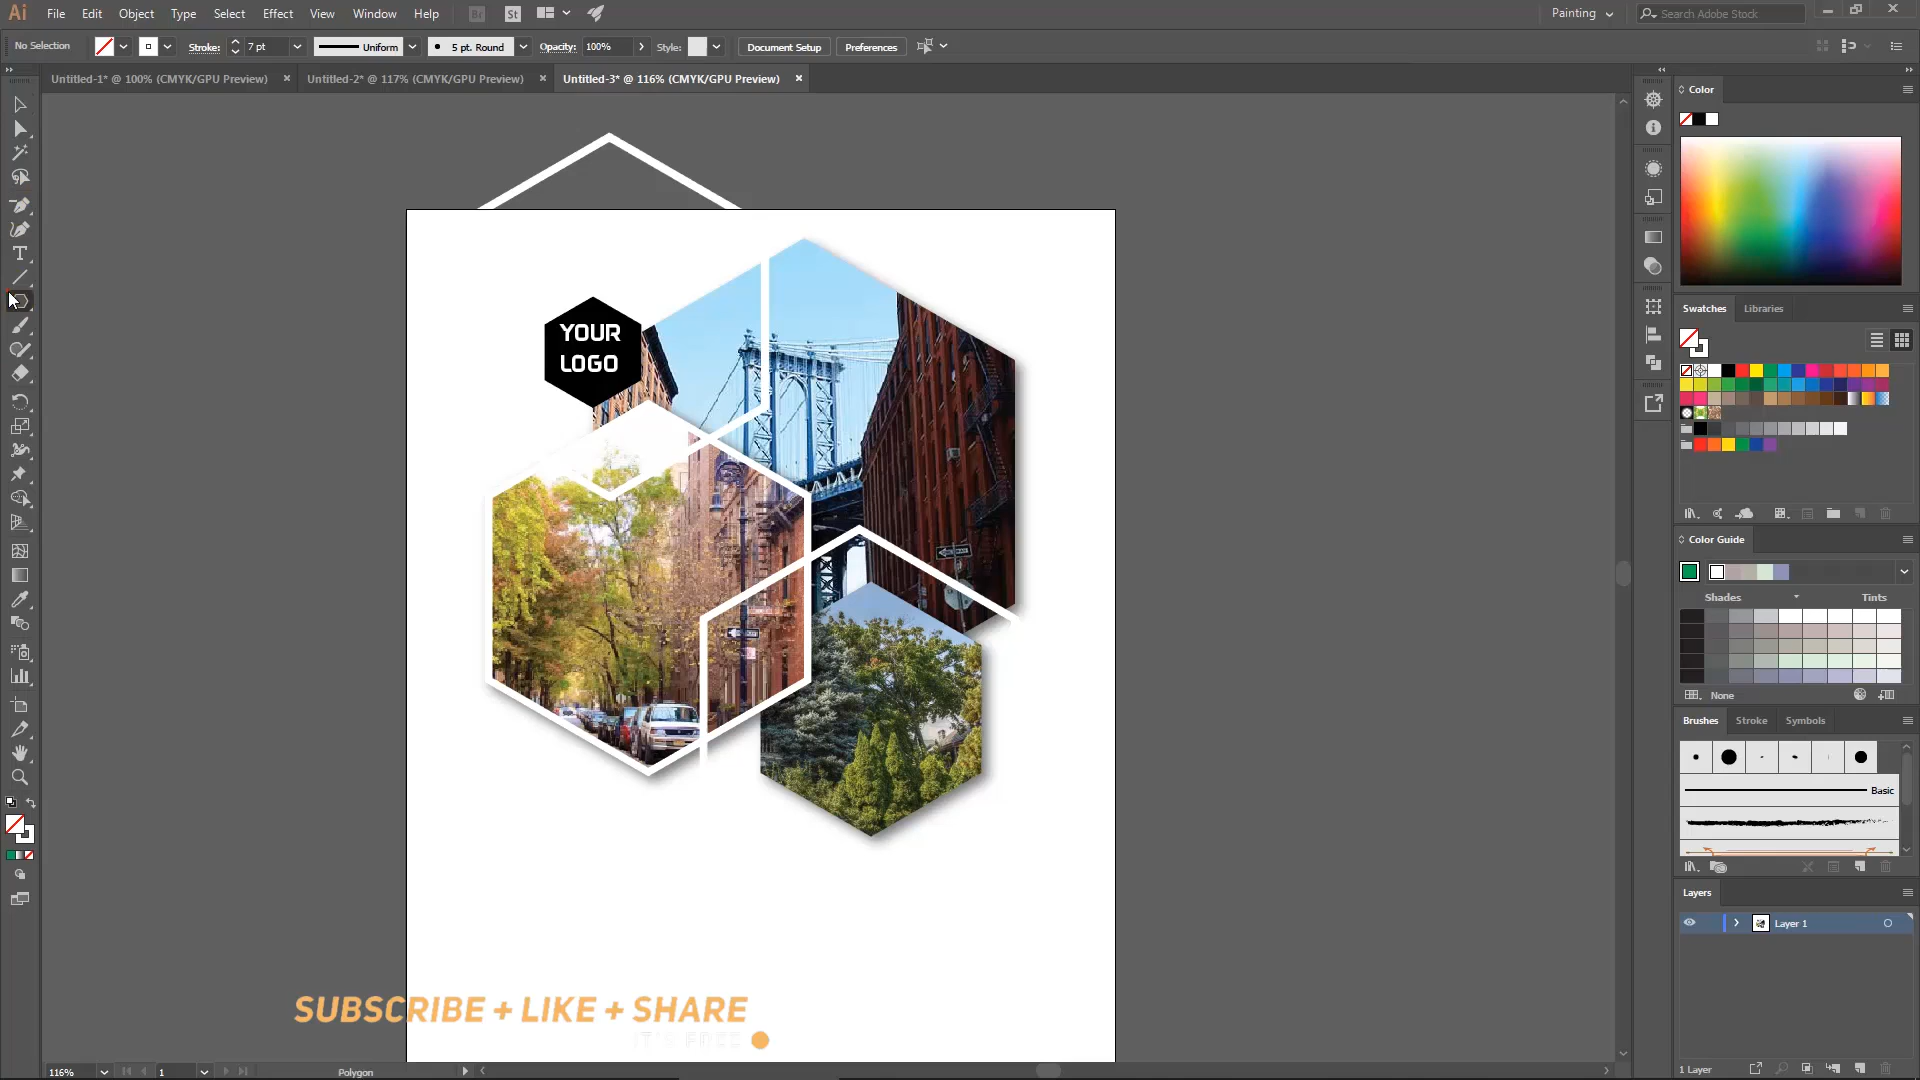 Ai File Edit Object Type Select Effect View Window Help Br St Painting Search Adobe Stock
No Selection Stroke: 7 pt Uniform 5 pt. Round Opacity: 100% Style: Document Setup Preferences
Untitled-1* @ 100% (CMYK/GPU Preview) Untitled-2* @ 117% (CMYK/GPU Preview) Untitled-3* @ 116% (CMYK/GPU Preview)
Color
YOUR
LOGO
Swatches Libraries
Color Guide
Shades Tints
None
Brushes Stroke Symbols
Basic
Layers
Layer 1
SUBSCRIBE + LIKE + SHARE
116% 1 Polygon
1 Layer